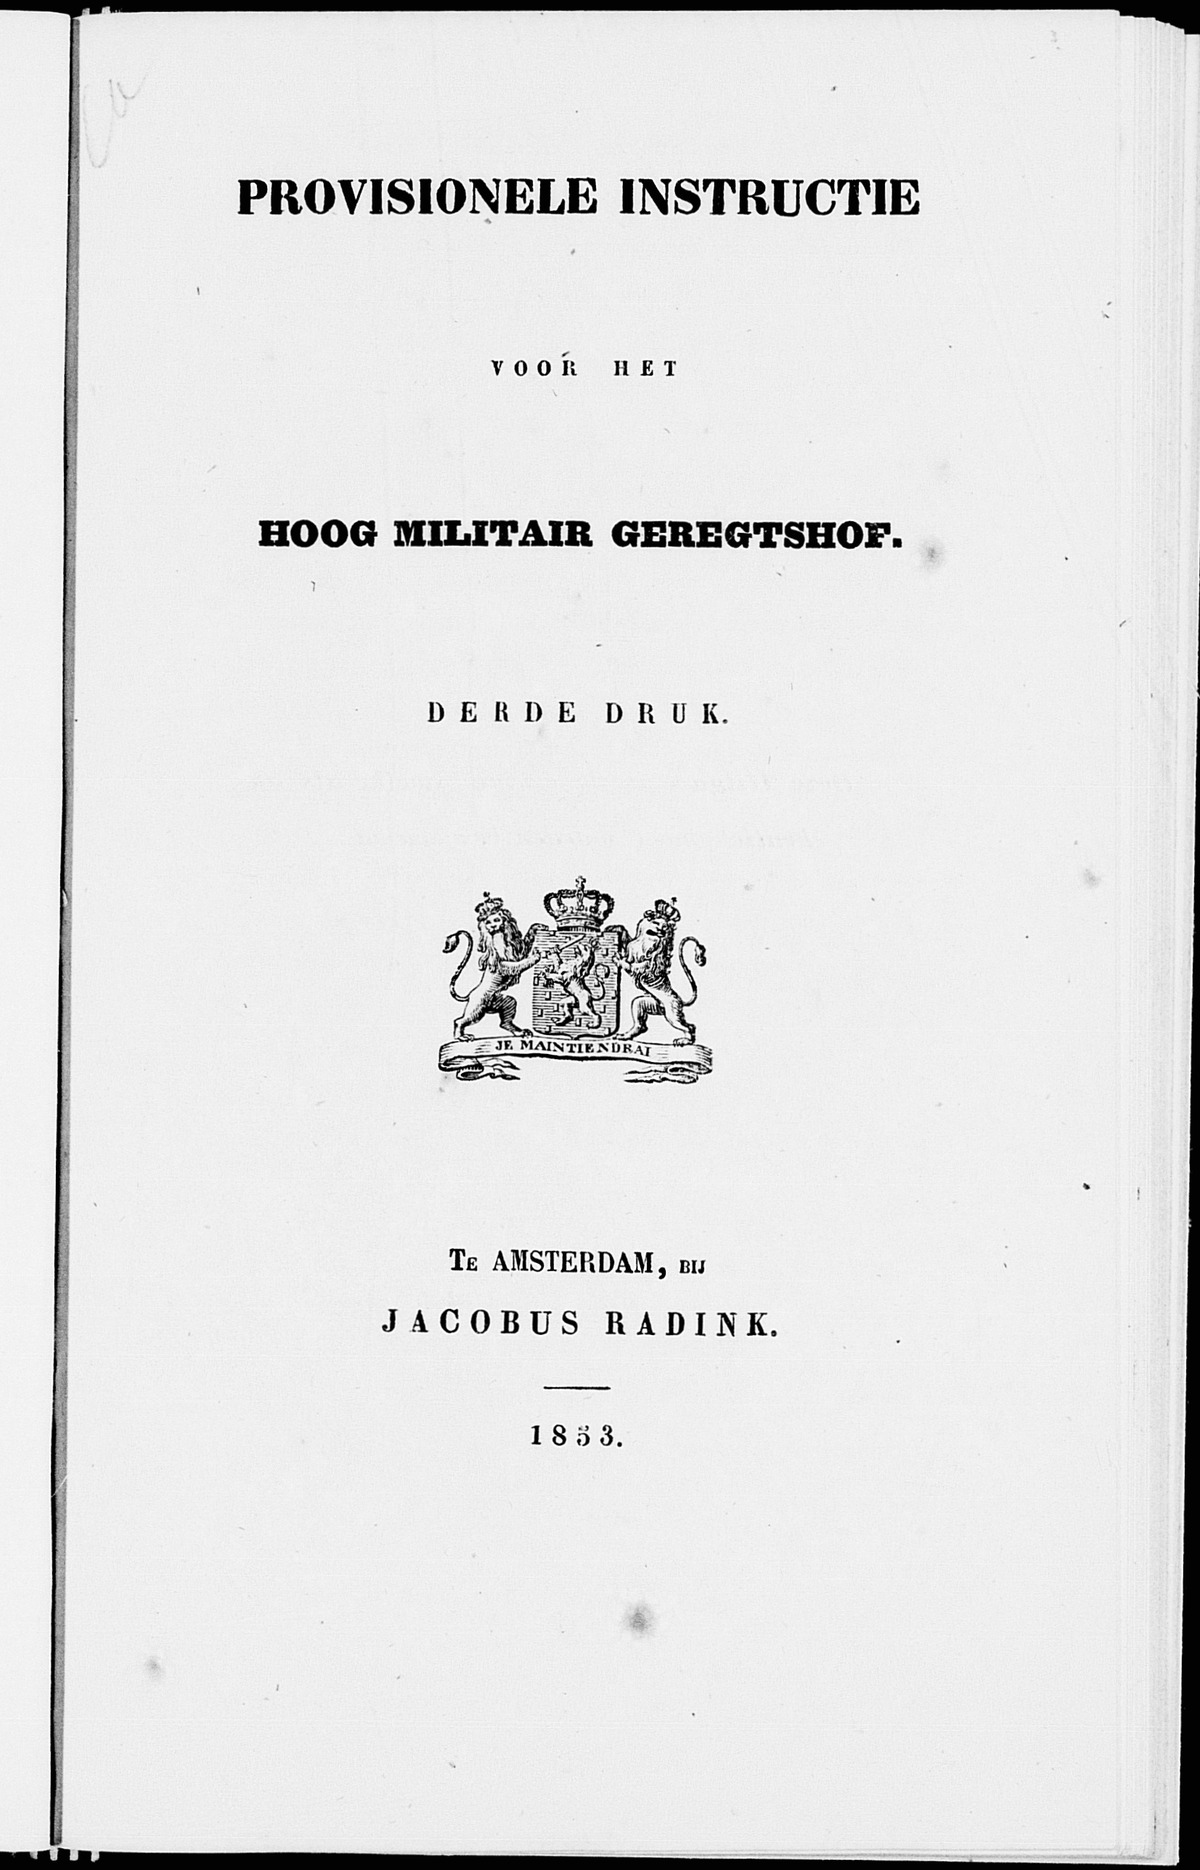 PROVISIONELE INSTRUCTIE
VOOR HET
HOOG MILITAIR GEREGTSHOF.
DERDE DRUK.
JE MAINTIENDRAI
TE AMSTERDAM, BIJ
JACOBUS RADINK.
1853.